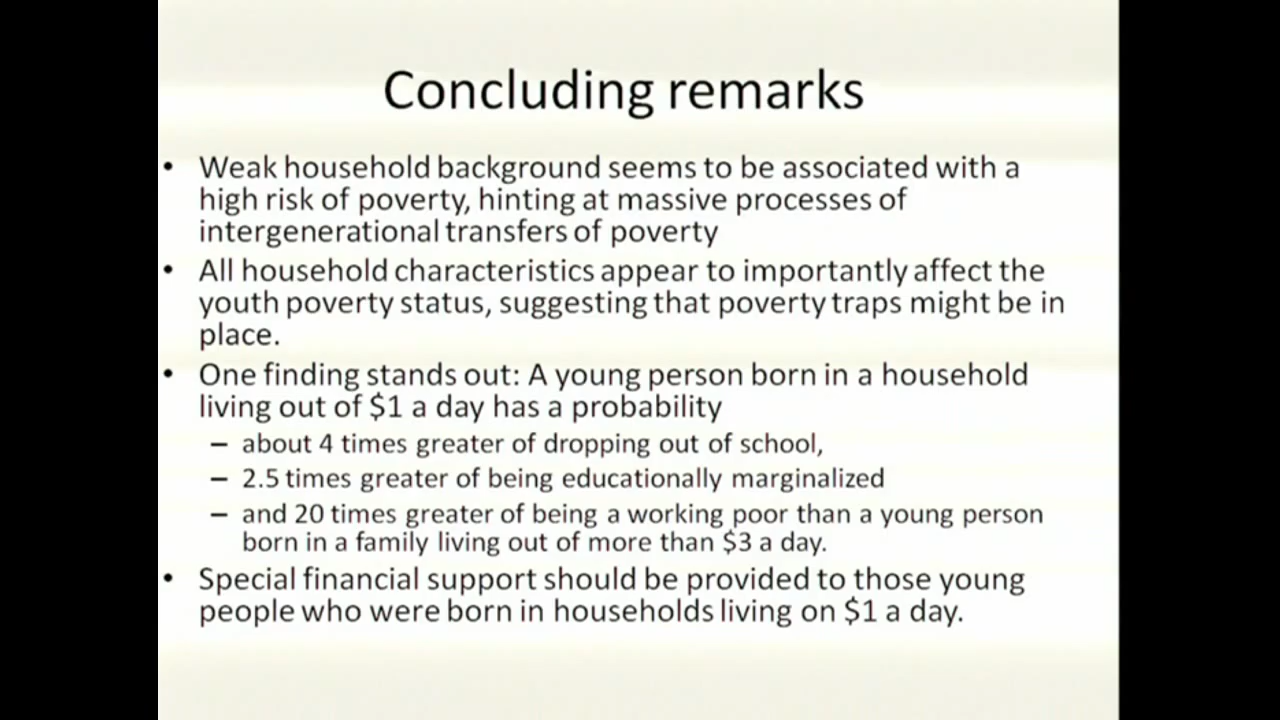 Concluding remarks
• Weak household background seems to be associated with a
high risk of poverty, hinting at massive processes of
intergenerational transfers of poverty
• All household characteristics appear to importantly affect the
youth poverty status, suggesting that poverty traps might be in
place.
• One finding stands out: A young person born in a household
living out of $1 a day has a probability
– about 4 times greater of dropping out of school,
– 2.5 times greater of being educationally marginalized
– and 20 times greater of being a working poor than a young person
born in a family living out of more than $3 a day.
• Special financial support should be provided to those young
people who were born in households living on $1 a day.